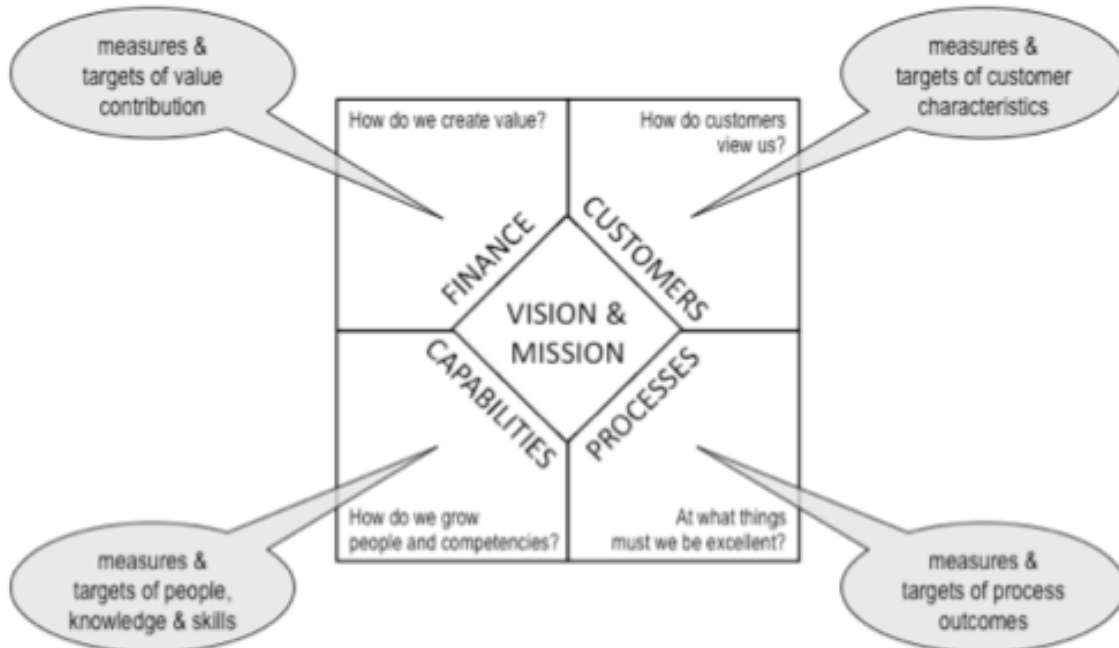 measures &
targets of value
contribution
measures &
targets of customer
characteristics
How do we create value?
How do customers
view us?
FINANCE
CUSTOMERS
VISION &
MISSION
CAPABILITIES
PROCESSES
How do we grow
people and competencies?
At what things
must we be excellent?
measures &
targets of people,
knowledge & skills
measures &
targets of process
outcomes